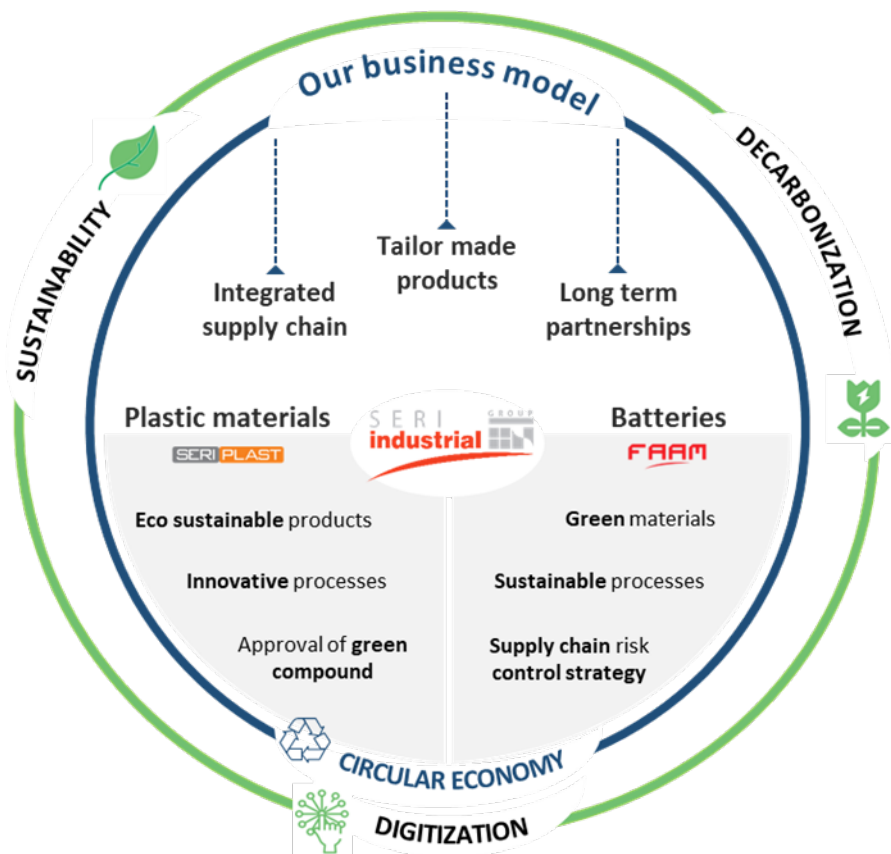 Our business model
SUSTAINABILITY
DECARBONIZATION
Integrated
supply chain
Tailor made
products
Long term
partnerships
Plastic materials
SERI PLAST
SERI GROUP
industrial
Batteries
FAAM
Eco sustainable products
Innovative processes
Approval of green
compound
Green materials
Sustainable processes
Supply chain risk
control strategy
CIRCULAR ECONOMY
DIGITIZATION